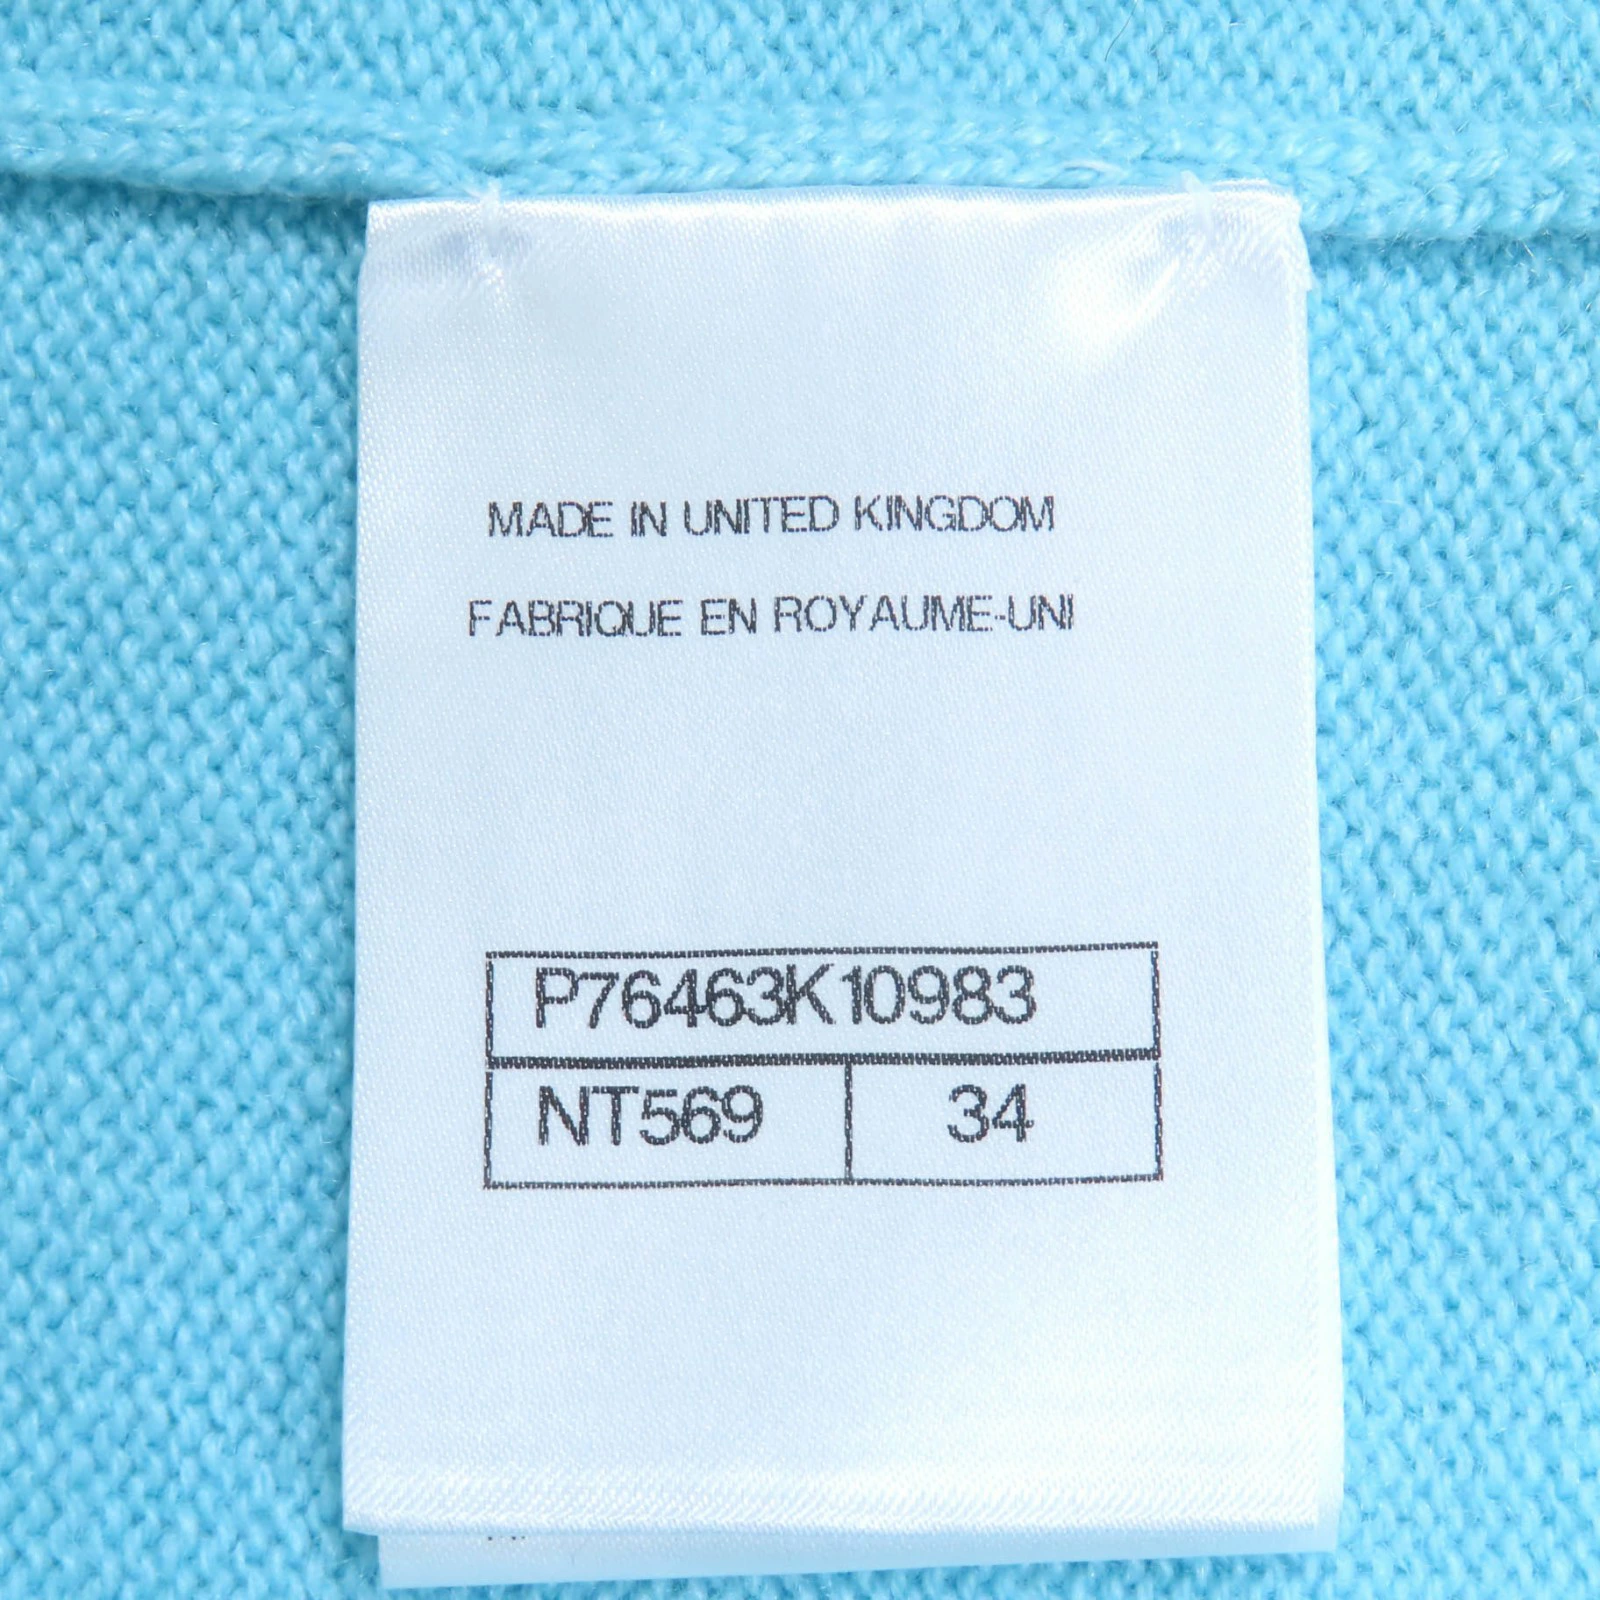 MADE IN UNITED KINGDOM
FABRIQUE EN ROYAUME-UNI
P76463K10983
NT569 34